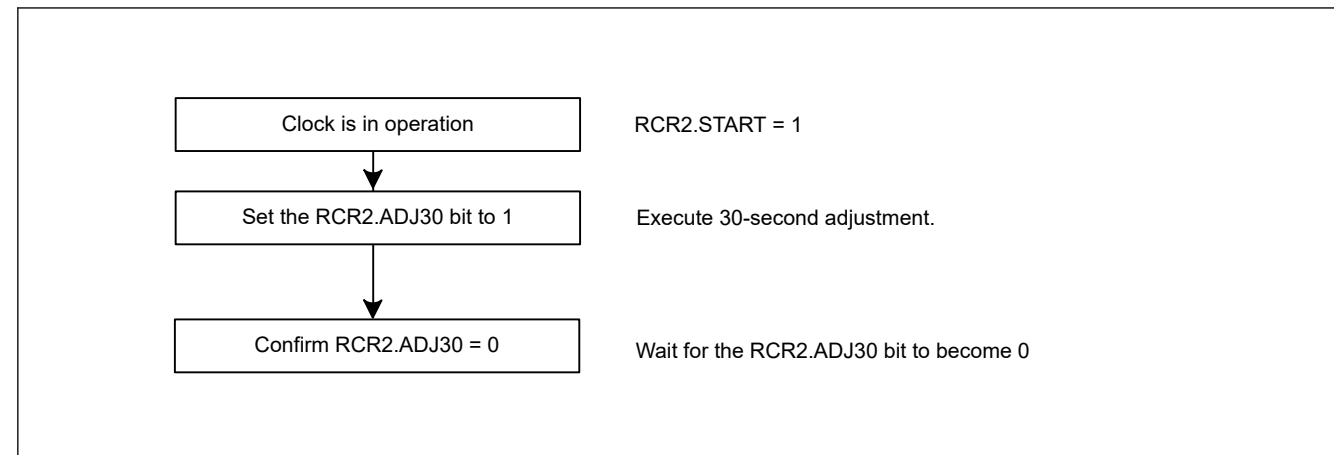 Clock is in operation
RCR2.START = 1
Set the RCR2.ADJ30 bit to 1
Execute 30-second adjustment.
Confirm RCR2.ADJ30 = 0
Wait for the RCR2.ADJ30 bit to become 0